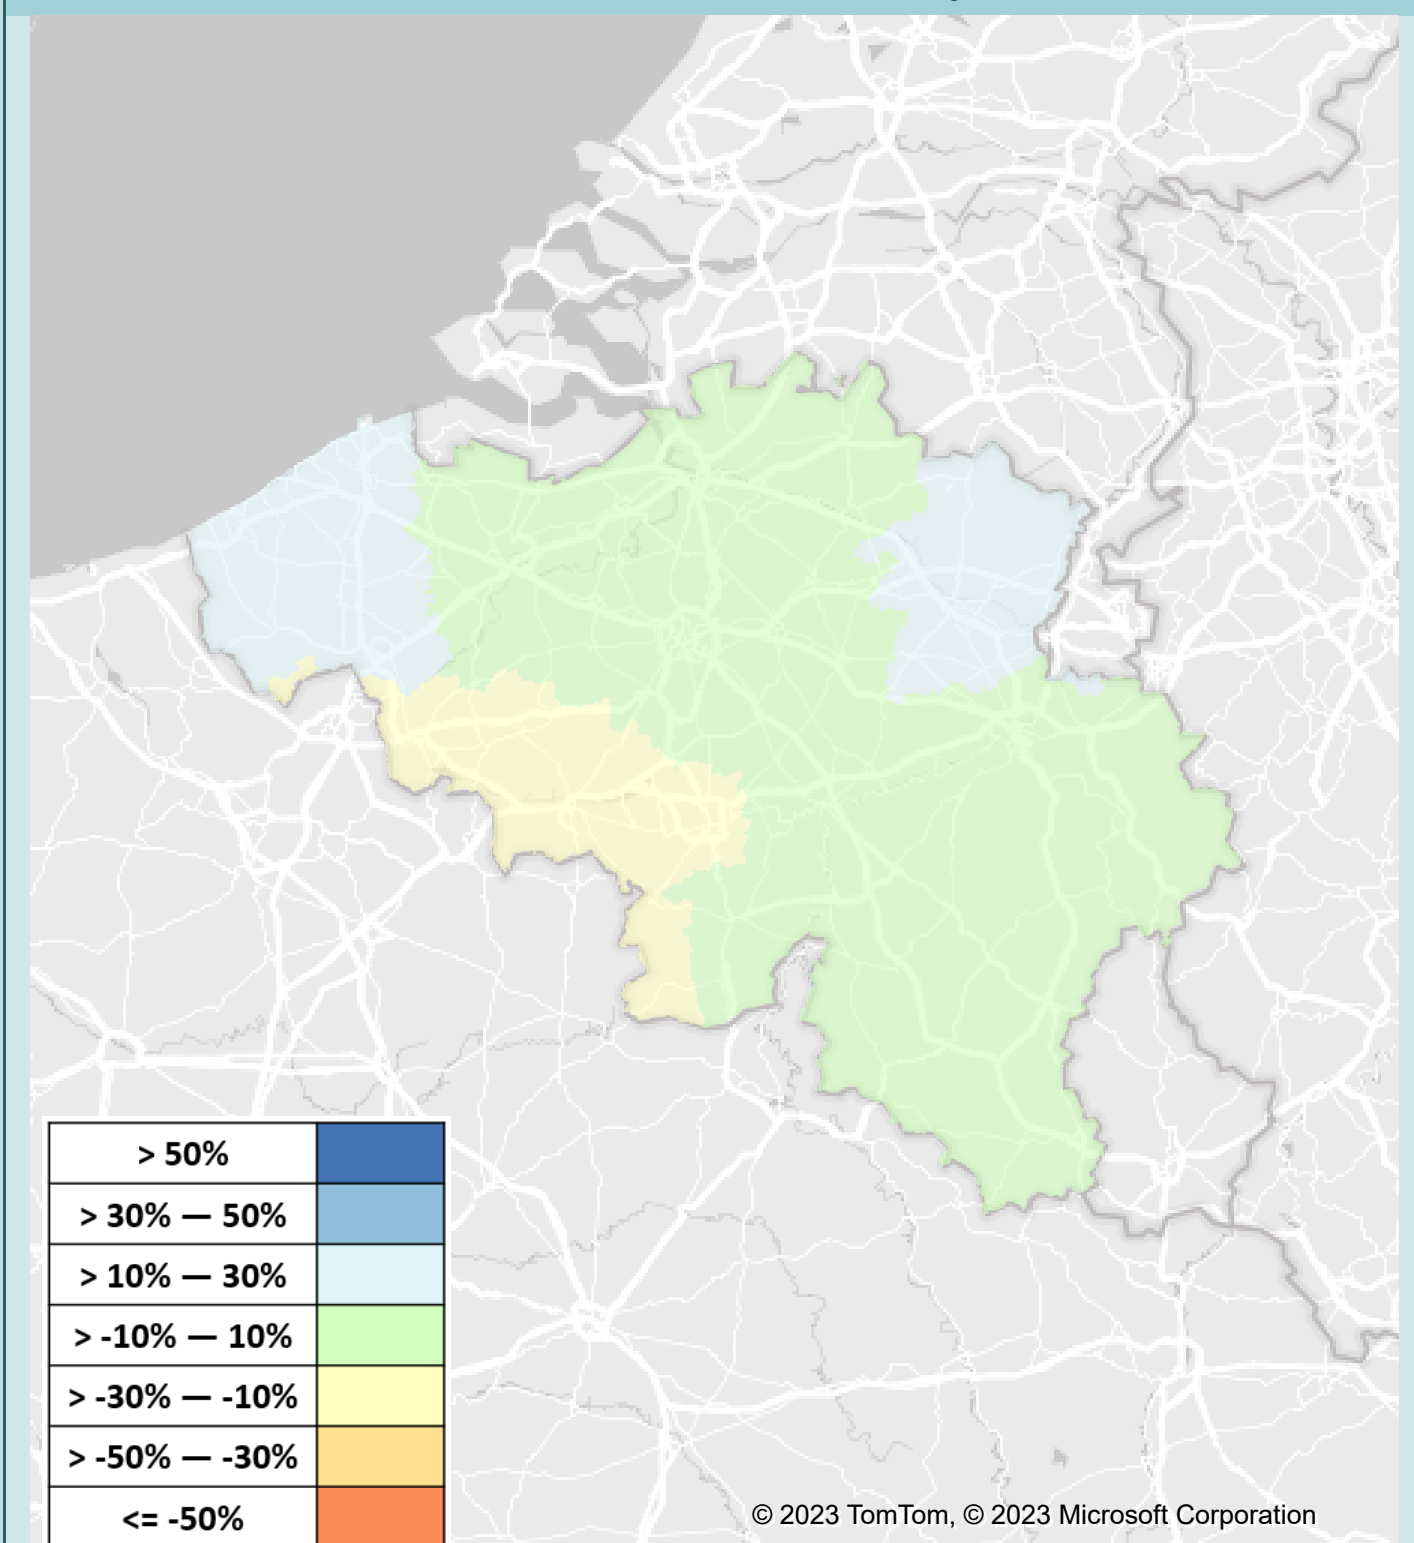 > 50%
> 30% — 50%
> 10% — 30%
> -10% — 10%
> -30% — -10%
> -50% — -30%
<= -50%
© 2023 TomTom, © 2023 Microsoft Corporation